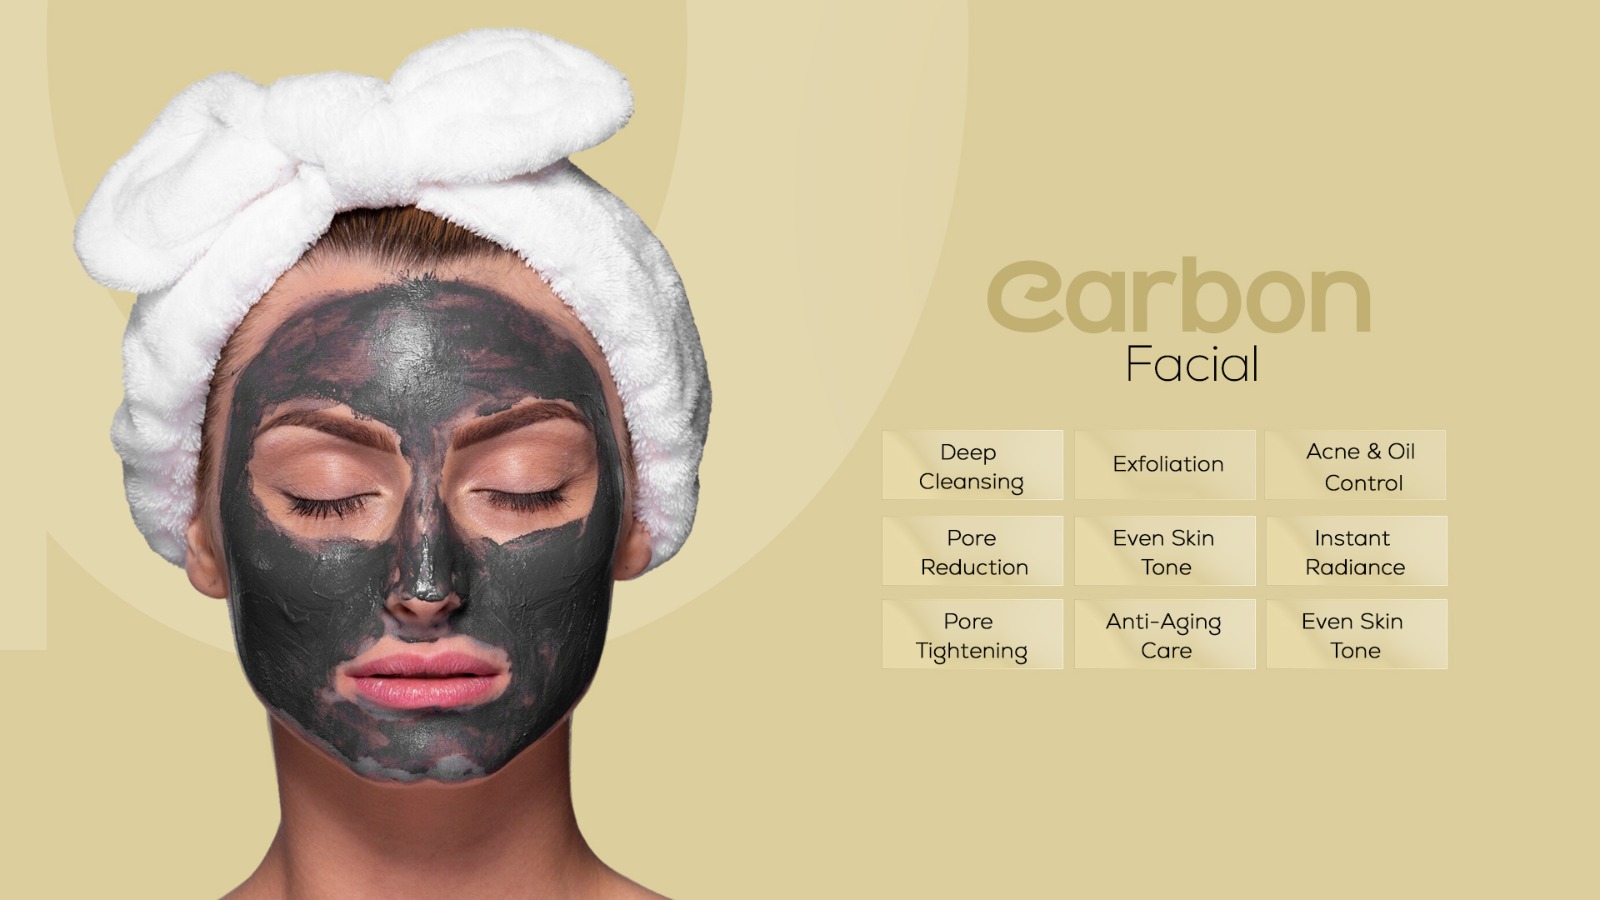 Carbon
Facial
Deep
Cleansing
Exfoliation
Acne & Oil
Control
Pore
Reduction
Even Skin
Tone
Instant
Radiance
Pore
Tightening
Anti-Aging
Care
Even Skin
Tone